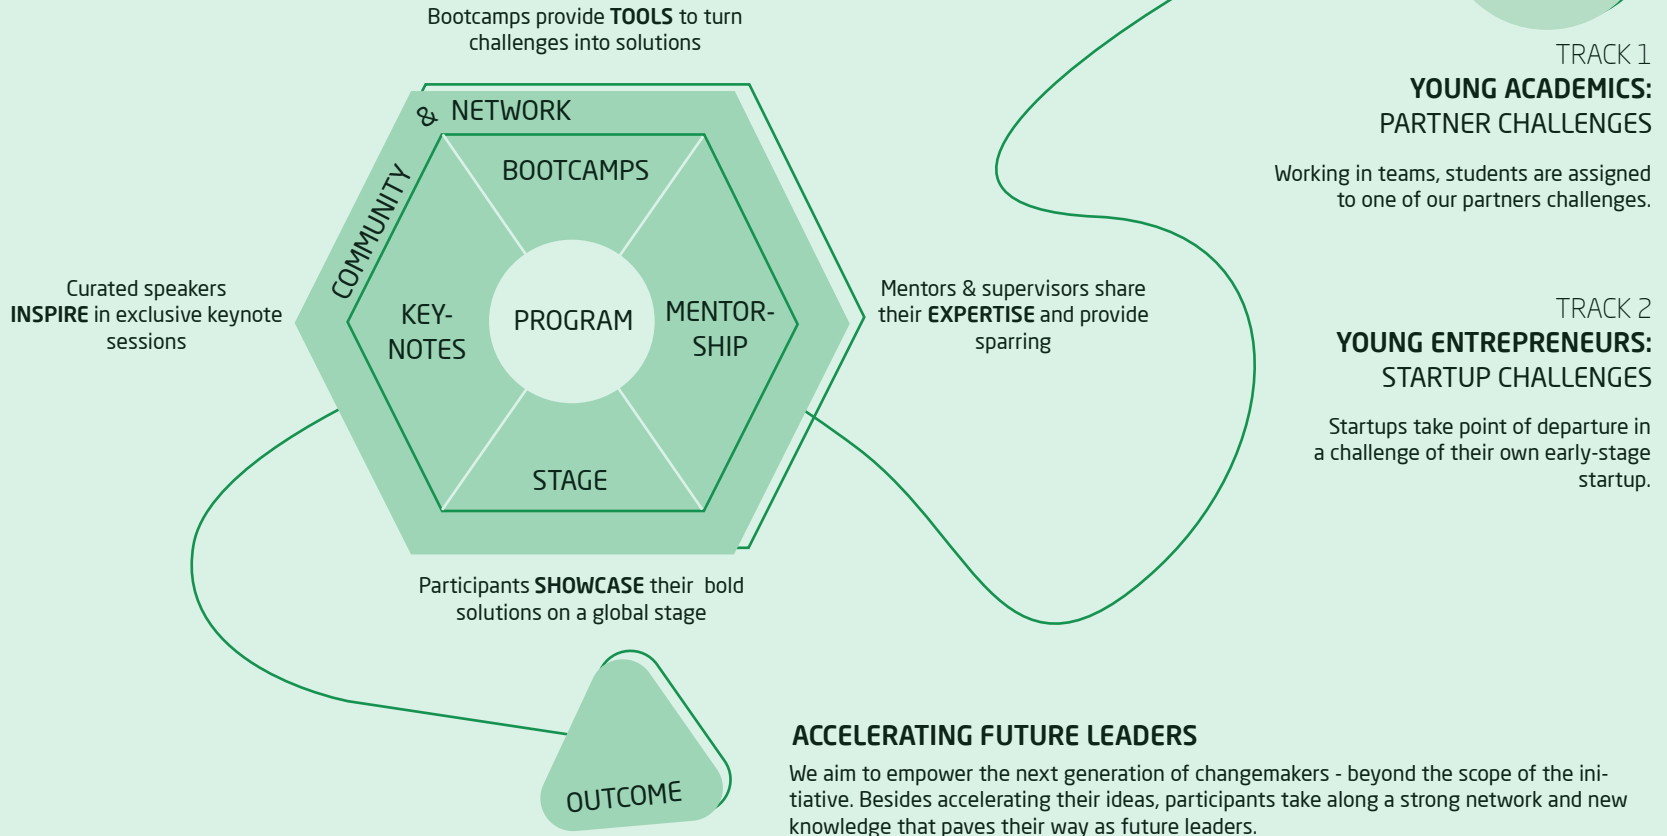 Bootcamps provide TOOLS to turn
challenges into solutions
& NETWORK
COMMUNITY
BOOTCAMPS
KEY-
NOTES
PROGRAM
MENTOR-
SHIP
STAGE
Curated speakers
INSPIRE in exclusive keynote
sessions
Mentors & supervisors share
their EXPERTISE and provide
sparring
Participants SHOWCASE their bold
solutions on a global stage
TRACK 1
YOUNG ACADEMICS:
PARTNER CHALLENGES
Working in teams, students are assigned
to one of our partners challenges.
TRACK 2
YOUNG ENTREPRENEURS:
STARTUP CHALLENGES
Startups take point of departure in
a challenge of their own early-stage
startup.
OUTCOME
ACCELERATING FUTURE LEADERS
We aim to empower the next generation of changemakers - beyond the scope of the ini-
tiative. Besides accelerating their ideas, participants take along a strong network and new
knowledge that paves their way as future leaders.